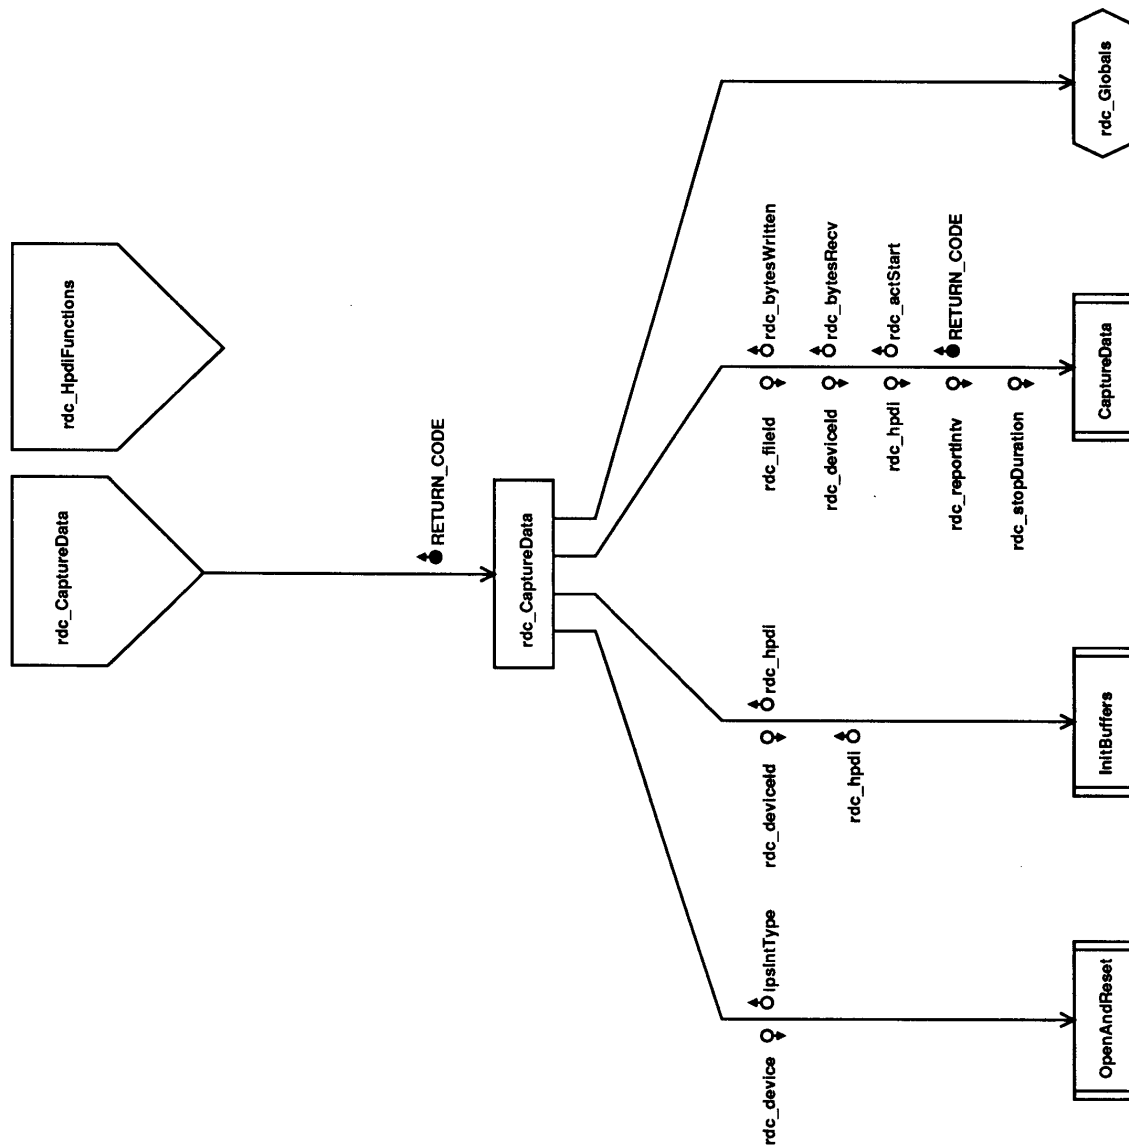 rdc_CaptureData
rdc_HpdiFunctions
RETURN_CODE
rdc_CaptureData
rdc_device
ipsIntType
rdc_deviceId
rdc_hpdi
rdc_hpdi
rdc_fileId
rdc_bytesWritten
rdc_deviceId
rdc_bytesRecv
rdc_hpdi
rdc_actStart
rdc_reportIntv
RETURN_CODE
rdc_stopDuration
OpenAndReset
InitBuffers
CaptureData
rdc_Globals